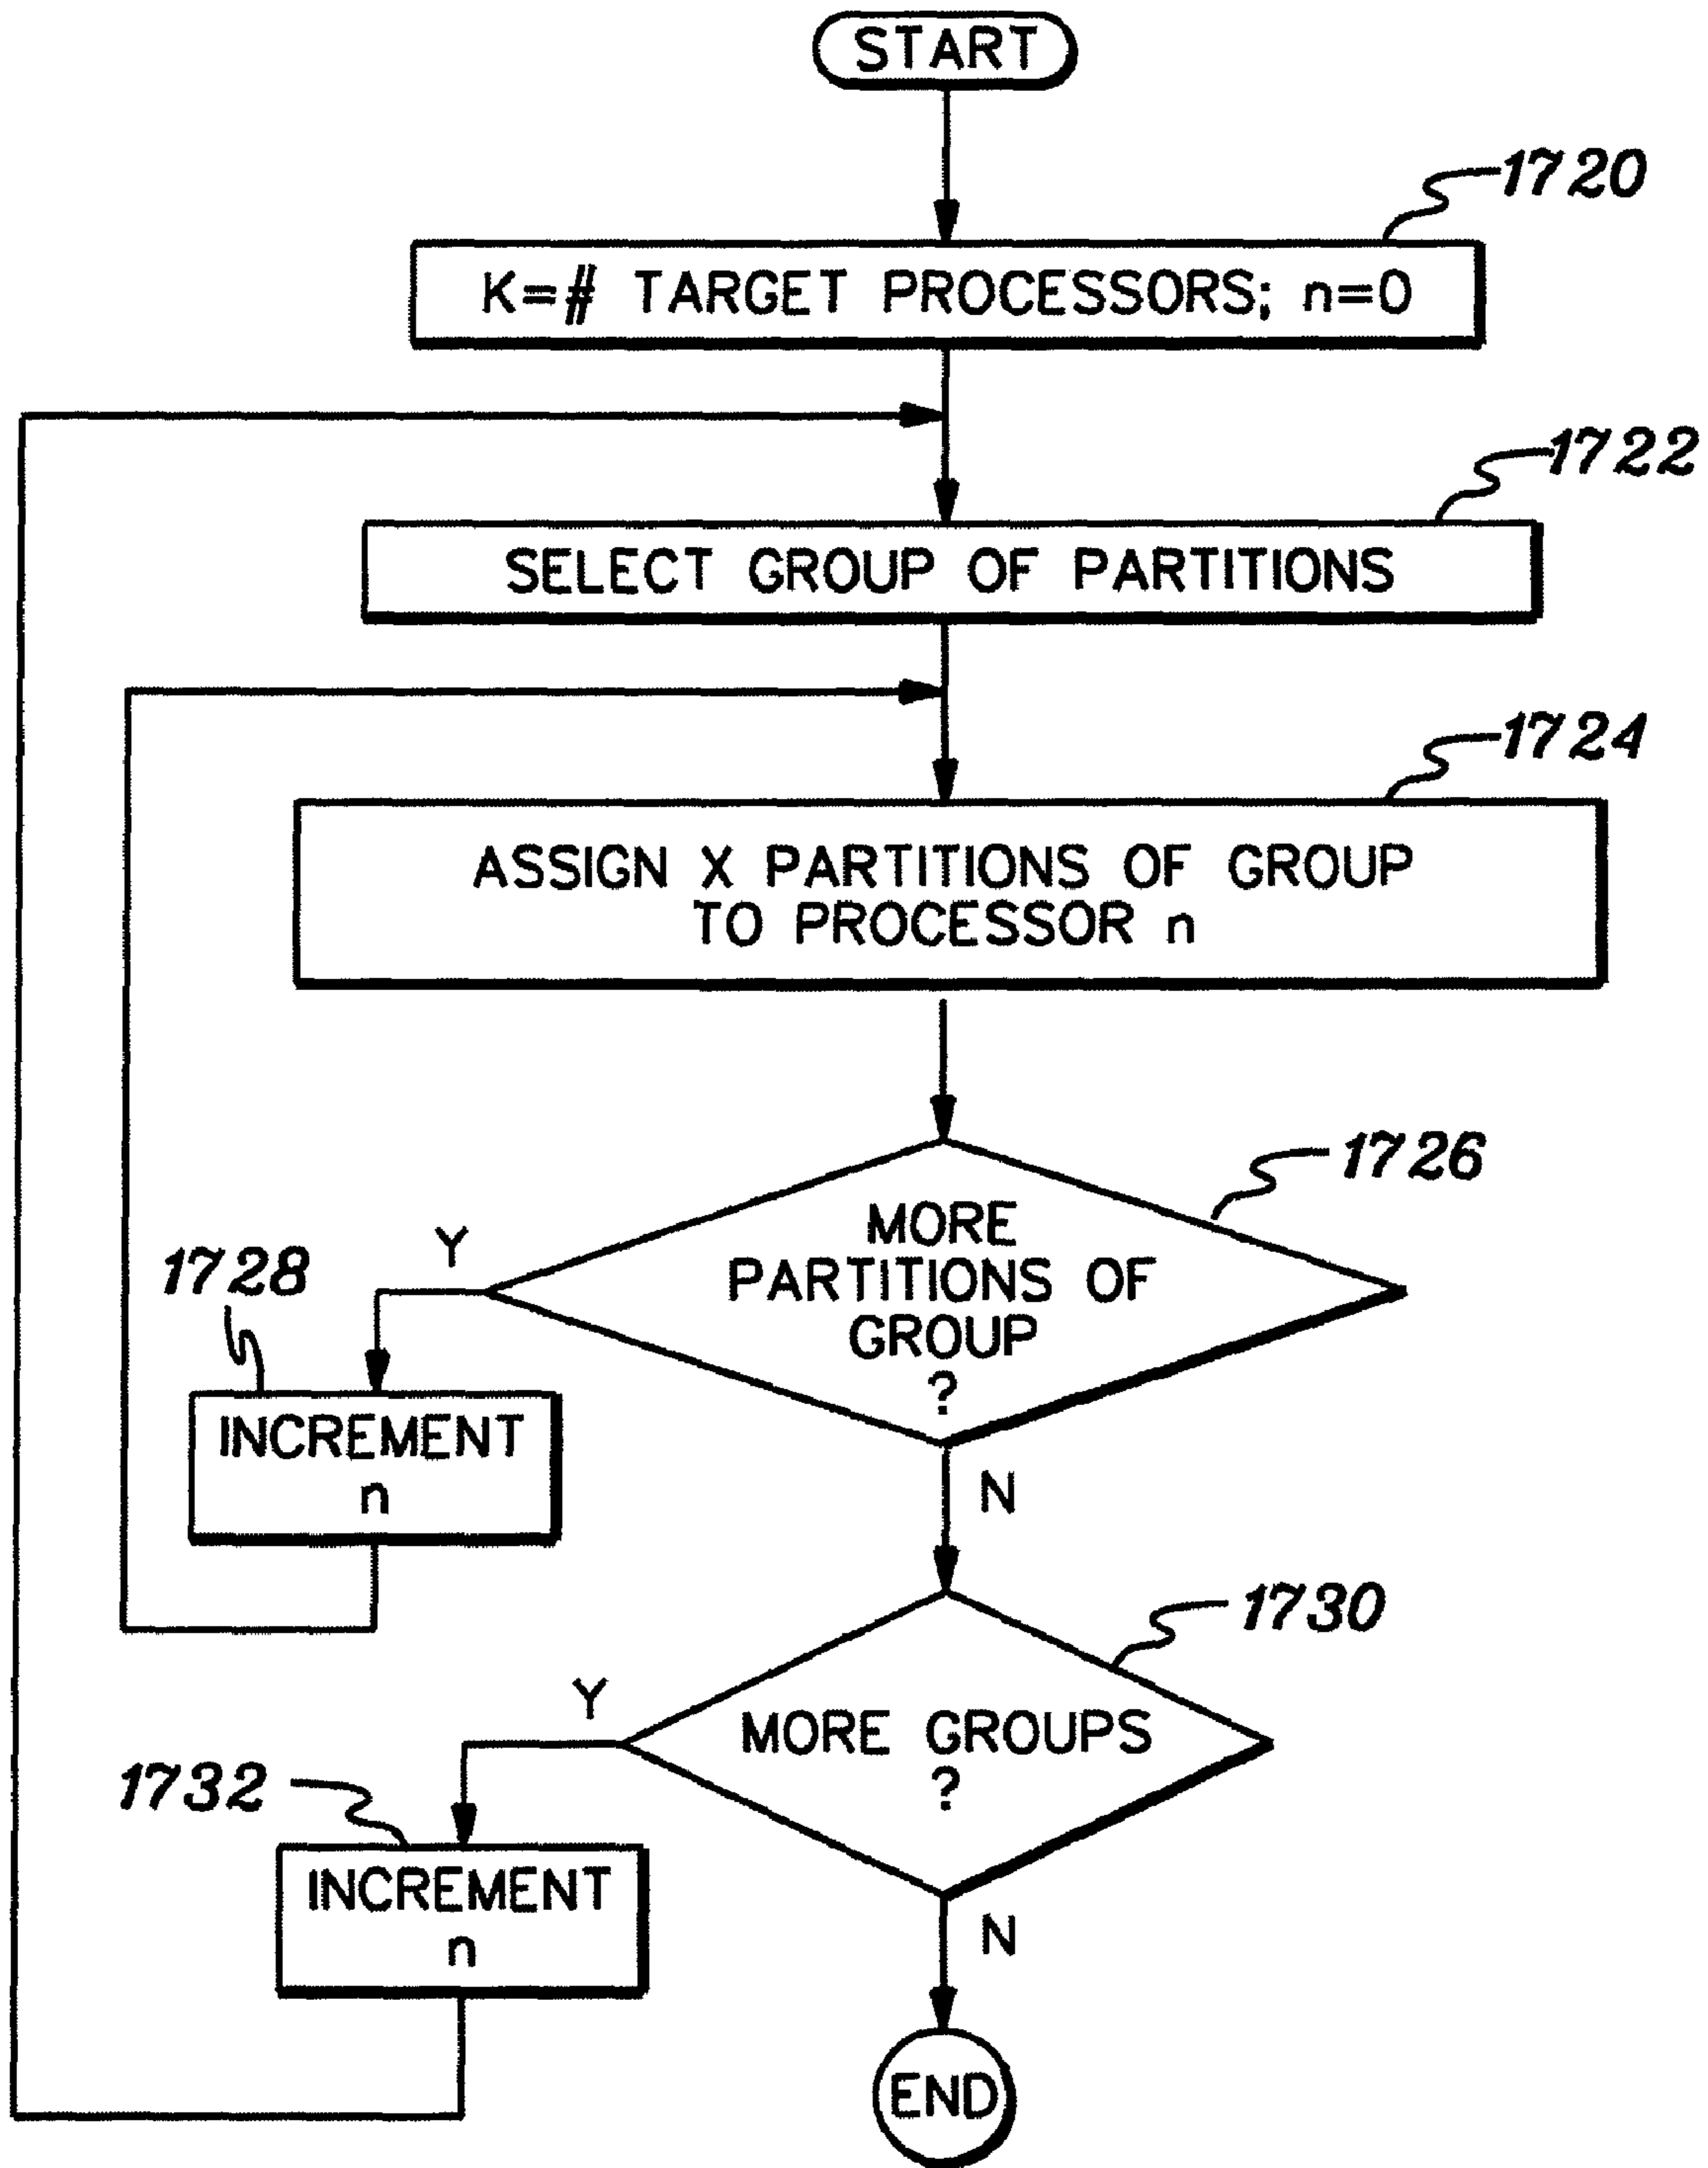 START
1720
K=# TARGET PROCESSORS; n=0
1722
SELECT GROUP OF PARTITIONS
1724
ASSIGN X PARTITIONS OF GROUP
TO PROCESSOR n
1726
MORE
PARTITIONS OF
GROUP
?
Y
1728
INCREMENT
n
N
1730
MORE GROUPS
?
Y
1732
INCREMENT
n
N
END